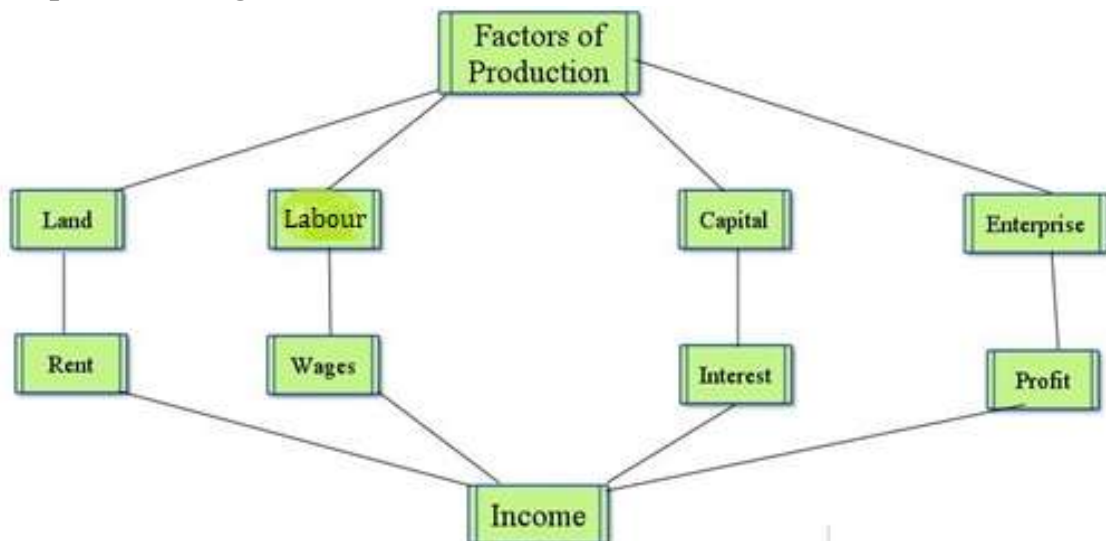 Factors of
Production
Land
Labour
Capital
Enterprise
Rent
Wages
Interest
Profit
Income